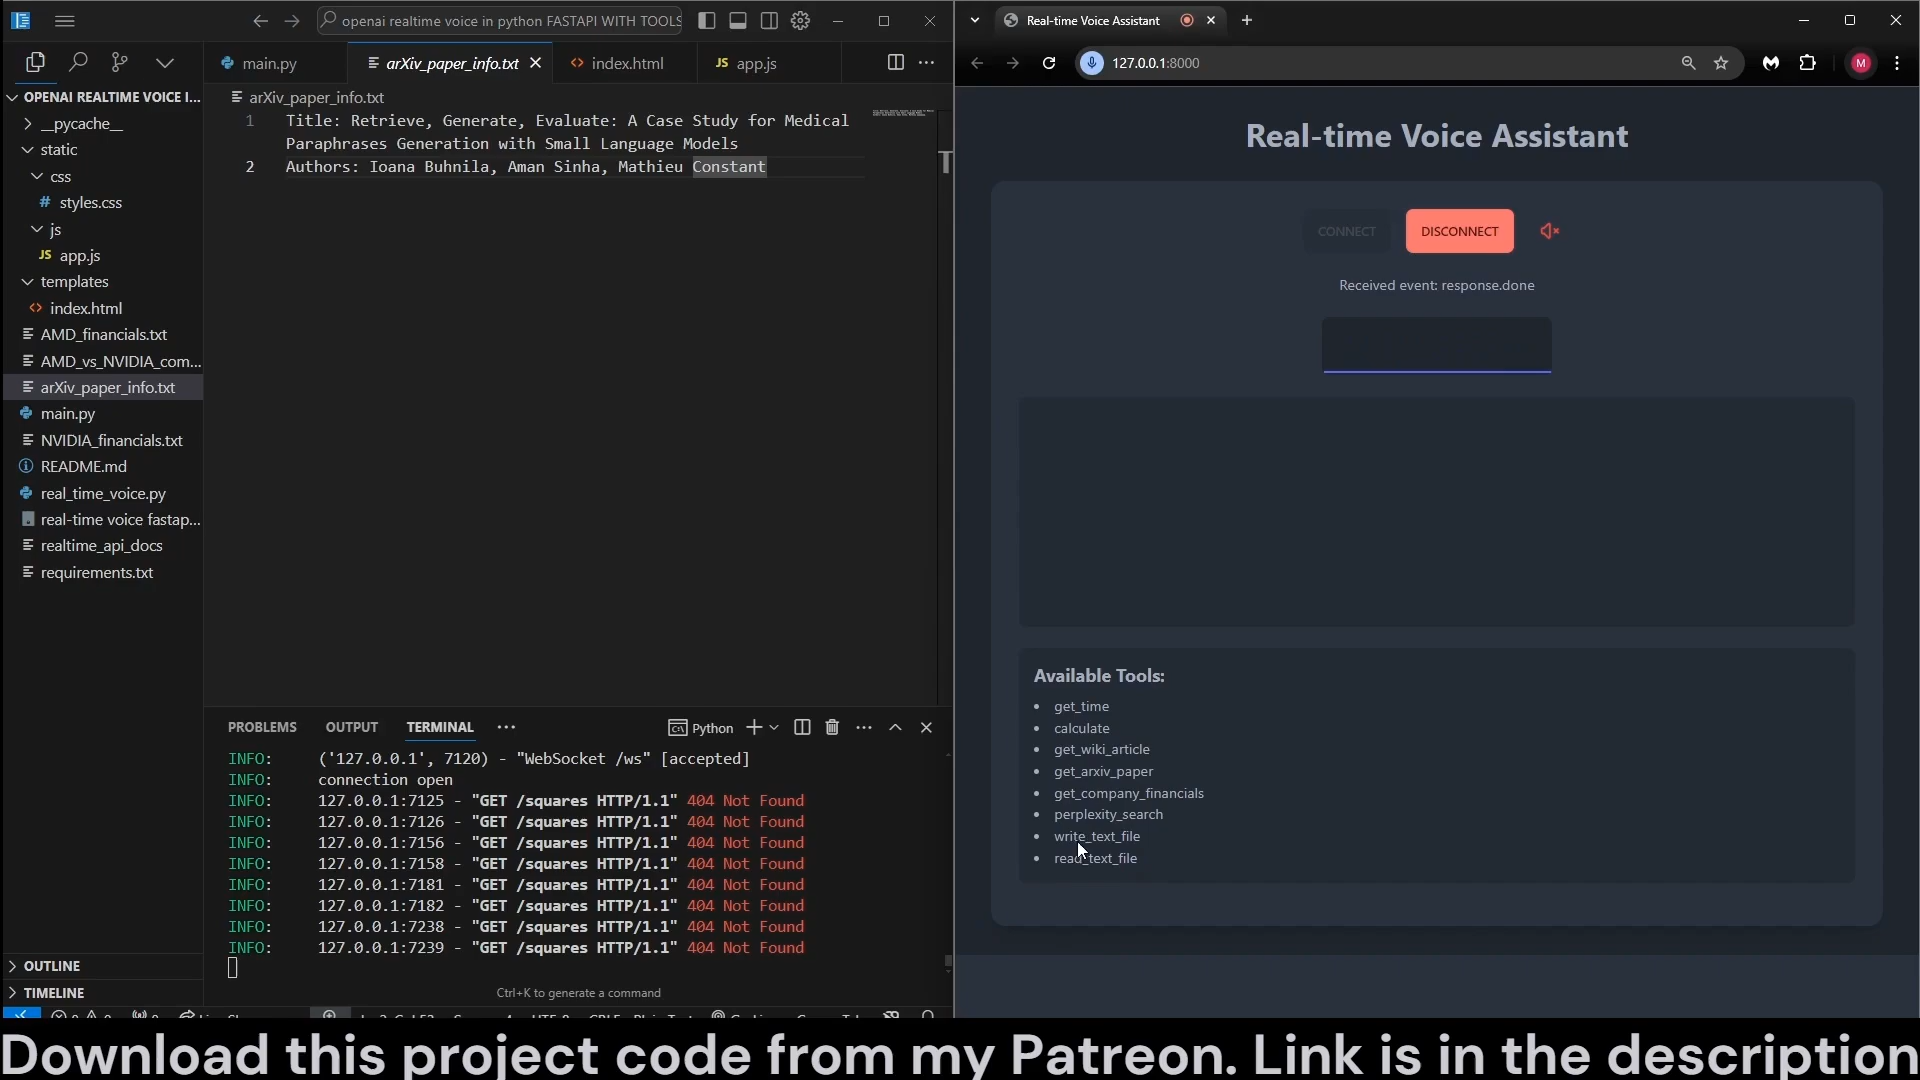 openai realtime voice in python FASTAPI WITH TOOLS
OPENAI REALTIME VOICE I...
__pycache__
static
css
# styles.css
js
JS app.js
templates
<> index.html
AMD_financials.txt
AMD_vs_NVIDIA_com...
arXiv_paper_info.txt
main.py
NVIDIA_financials.txt
README.md
real_time_voice.py
real-time voice fastap...
realtime_api_docs
requirements.txt
OUTLINE
TIMELINE
main.py
arXiv_paper_info.txt
<> index.html
JS app.js
arXiv_paper_info.txt
1 Title: Retrieve, Generate, Evaluate: A Case Study for Medical
Paraphrases Generation with Small Language Models
2 Authors: Ioana Buhnila, Aman Sinha, Mathieu Constant
PROBLEMS OUTPUT TERMINAL ... Python
INFO: ('127.0.0.1', 7120) - "WebSocket /ws" [accepted]
INFO: connection open
INFO: 127.0.0.1:7125 - "GET /squares HTTP/1.1" 404 Not Found
INFO: 127.0.0.1:7126 - "GET /squares HTTP/1.1" 404 Not Found
INFO: 127.0.0.1:7156 - "GET /squares HTTP/1.1" 404 Not Found
INFO: 127.0.0.1:7158 - "GET /squares HTTP/1.1" 404 Not Found
INFO: 127.0.0.1:7181 - "GET /squares HTTP/1.1" 404 Not Found
INFO: 127.0.0.1:7182 - "GET /squares HTTP/1.1" 404 Not Found
INFO: 127.0.0.1:7238 - "GET /squares HTTP/1.1" 404 Not Found
INFO: 127.0.0.1:7239 - "GET /squares HTTP/1.1" 404 Not Found
Ctrl+K to generate a command
Real-time Voice Assistant
127.0.0.1:8000
M
Real-time Voice Assistant
CONNECT DISCONNECT
Received event: response.done
Available Tools:
• get_time
• calculate
• get_wiki_article
• get_arxiv_paper
• get_company_financials
• perplexity_search
• write_text_file
• read_text_file
Download this project code from my Patreon. Link is in the description